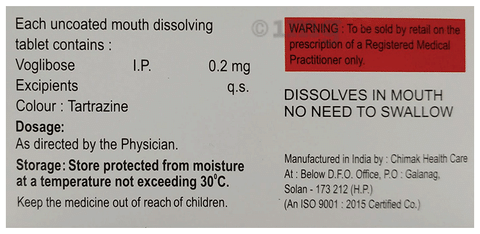 Each uncoated mouth dissolving
tablet contains :
Voglibose I.P. 0.2 mg
Excipients q.s.
Colour : Tartrazine
Dosage:
As directed by the Physician.
Storage: Store protected from moisture
at a temperature not exceeding 30°C.
Keep the medicine out of reach of children.
WARNING : To be sold by retail on the
prescription of a Registered Medical
Practitioner only.
DISSOLVES IN MOUTH
NO NEED TO SWALLOW
Manufactured in India by : Chimak Health Care
At : Below D.F.O. Office, P.O : Galanag,
Solan - 173 212 (H.P.)
(An ISO 9001 : 2015 Certified Co.)